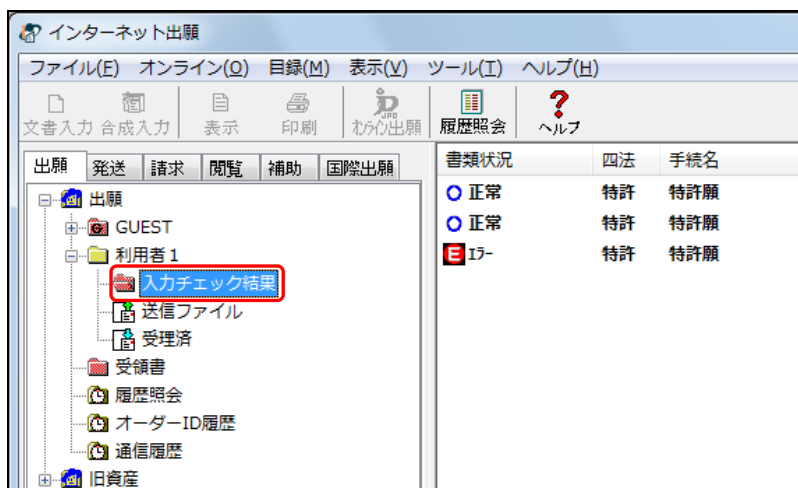 インターネット出願
ファイル(F) オンライン(O) 目録(M) 表示(V) ツール(T) ヘルプ(H)
文書入力 合成入力 表示 印刷 わらいン出願 履歴照会 ヘルプ
出願 発送 請求 閲覧 補助 国際出願
書類状況 四法 手続名
出願
GUEST
利用者1
入力チェック結果
送信ファイル
受理済
受領書
履歴照会
オーダーID履歴
通信履歴
旧資産
正常 特許 特許願
正常 特許 特許願
E エラー 特許 特許願